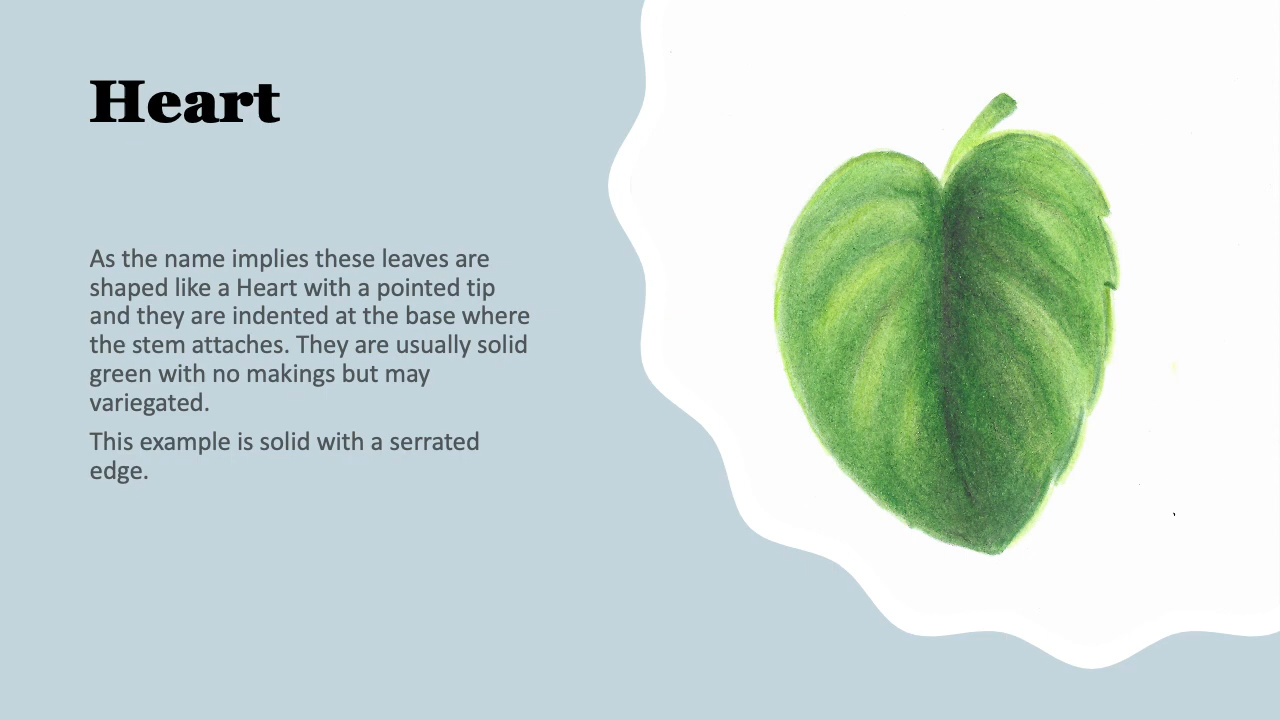 Heart
As the name implies these leaves are
shaped like a Heart with a pointed tip
and they are indented at the base where
the stem attaches. They are usually solid
green with no makings but may
variegated.
This example is solid with a serrated
edge.